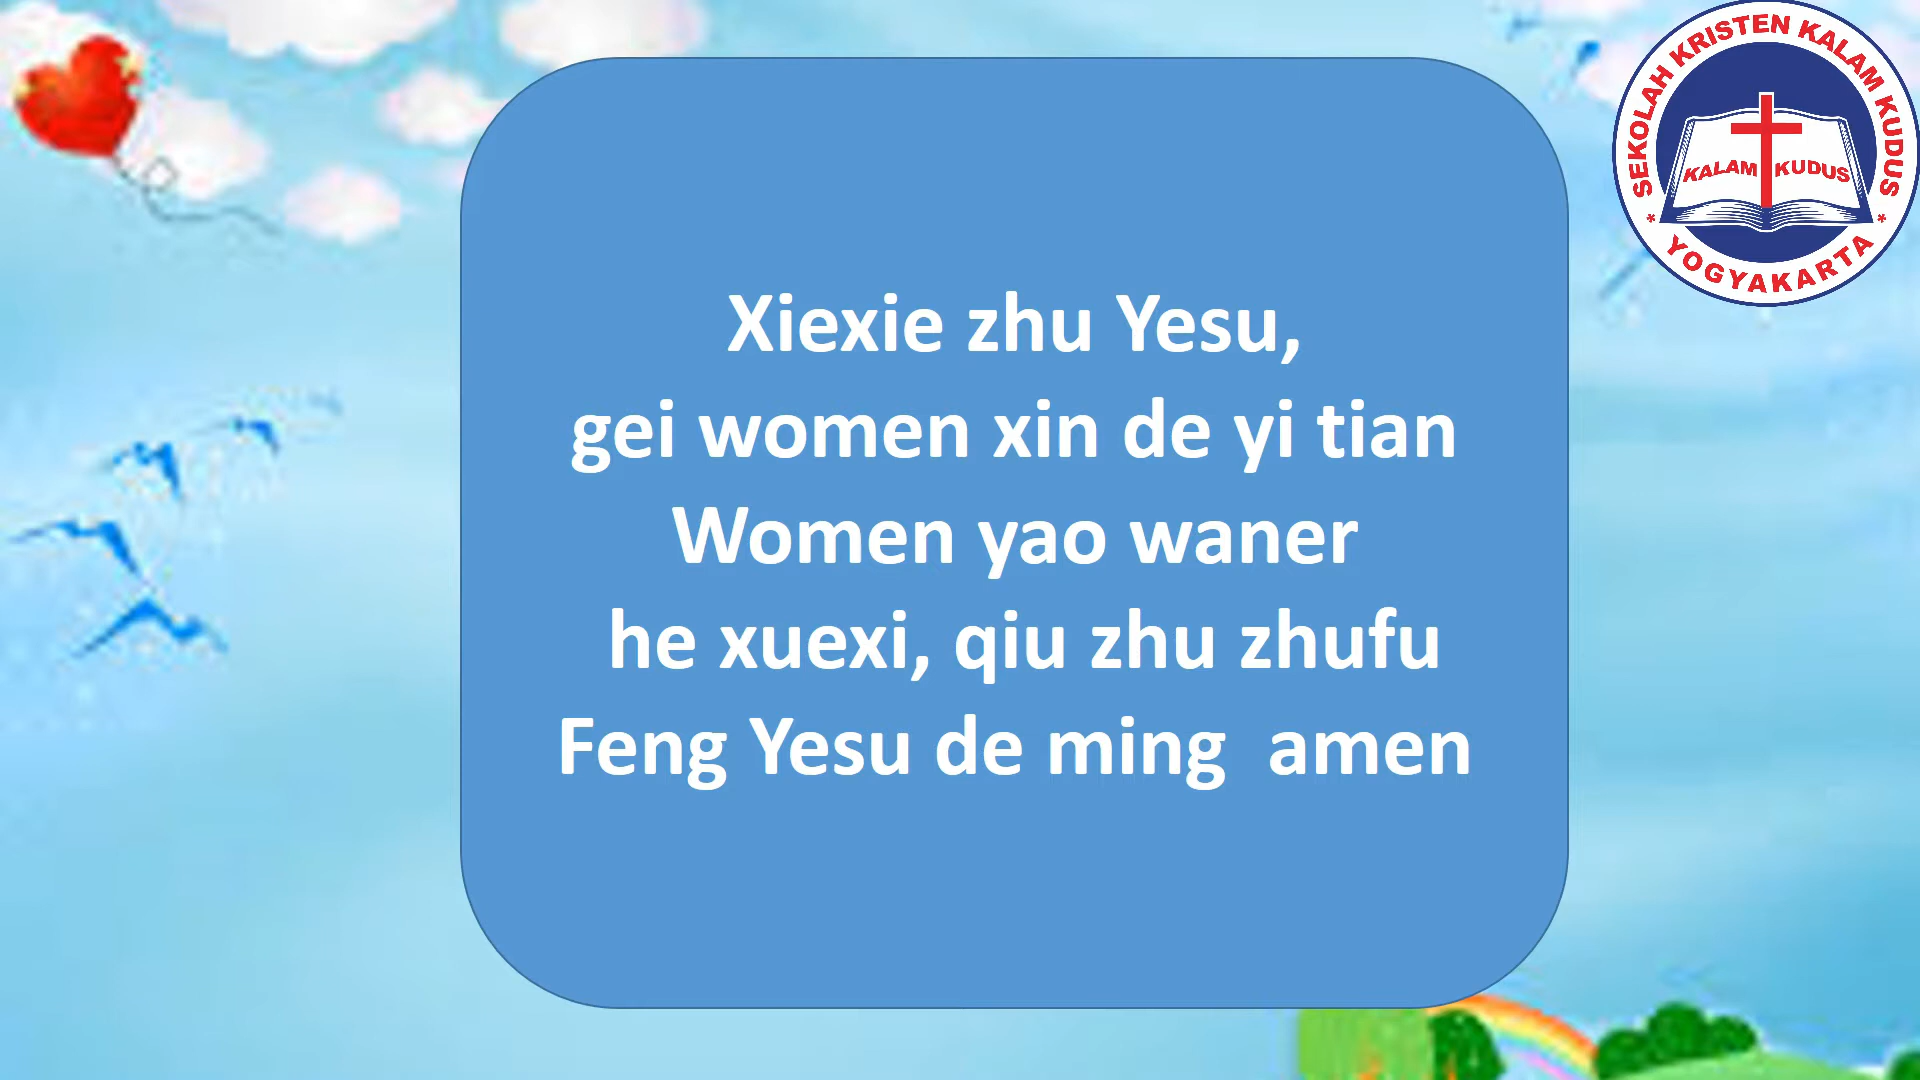 Xiexie zhu Yesu,
gei women xin de yi tian
Women yao waner
he xuexi, qiu zhu zhufu
Feng Yesu de ming  amen
SEKOLAH KRISTEN KALAM KUDUS
KALAM KUDUS
* YOGYAKARTA *